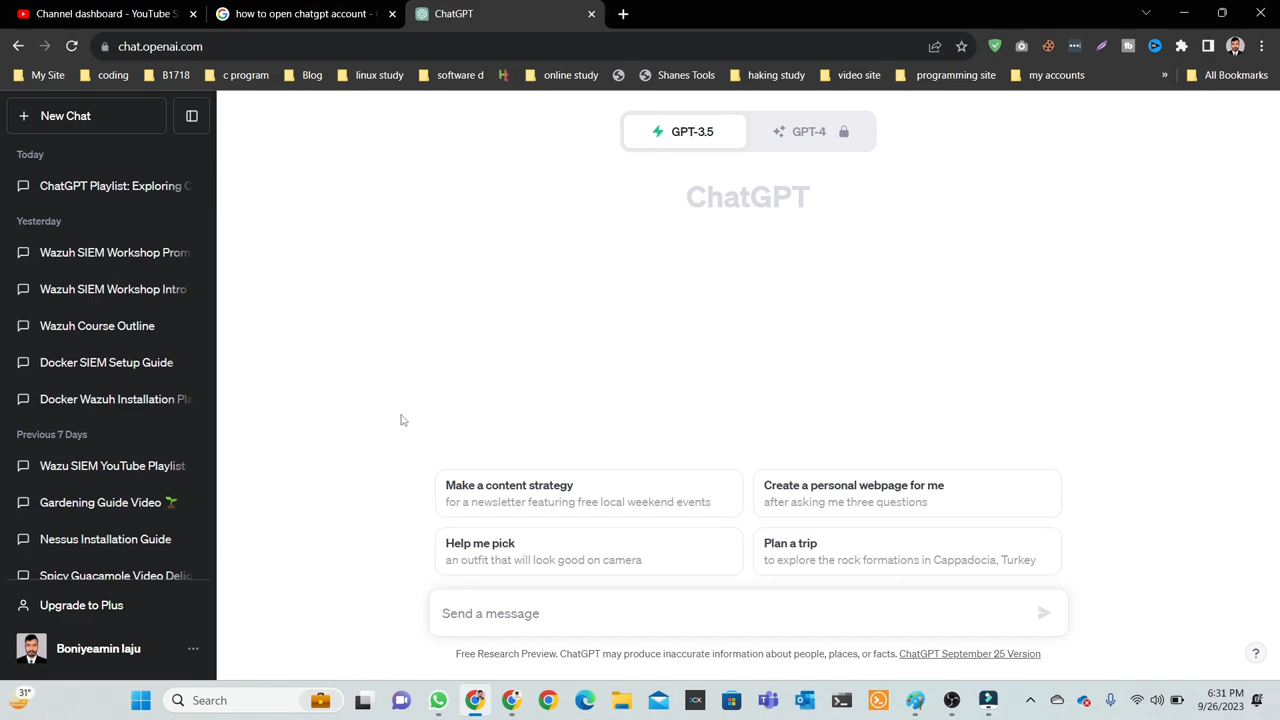 Channel dashboard - YouTube S
how to open chatgpt account -
ChatGPT
chat.openai.com
My Site
coding
B1718
c program
Blog
linux study
software d
online study
Shanes Tools
haking study
video site
programming site
my accounts
»
All Bookmarks
New Chat
Today
ChatGPT Playlist: Exploring C
Yesterday
Wazuh SIEM Workshop Prom
Wazuh SIEM Workshop Intro
Wazuh Course Outline
Docker SIEM Setup Guide
Docker Wazuh Installation Pla
Previous 7 Days
Wazu SIEM YouTube Playlist
Gardening Guide Video 🌱
Nessus Installation Guide
Spicy Guacamole Video Delic
Upgrade to Plus
Boniyeamin laju
GPT-3.5
GPT-4
ChatGPT
Make a content strategy
for a newsletter featuring free local weekend events
Create a personal webpage for me
after asking me three questions
Help me pick
an outfit that will look good on camera
Plan a trip
to explore the rock formations in Cappadocia, Turkey
Send a message
Free Research Preview. ChatGPT may produce inaccurate information about people, places, or facts. ChatGPT September 25 Version
?
31°
Search
6:31 PM
9/26/2023